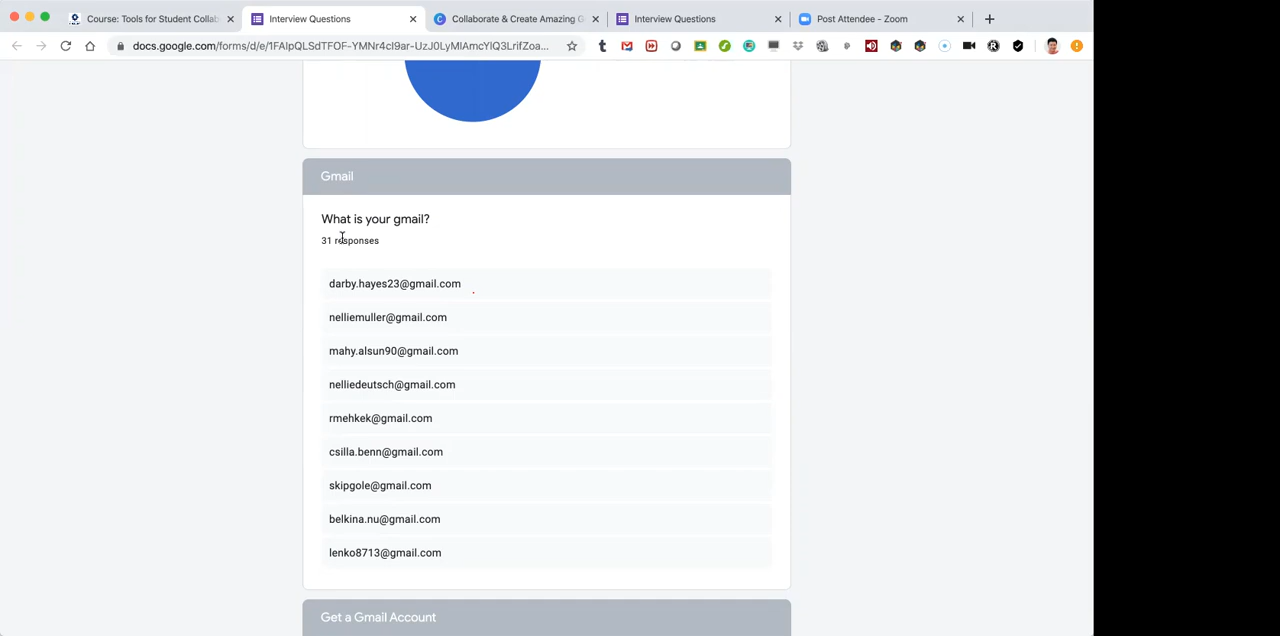 Course: Tools for Student Collab
Interview Questions
Collaborate & Create Amazing G
Interview Questions
Post Attendee - Zoom
docs.google.com/forms/d/e/1FAIpQLSdTFOF-YMNr4cI9ar-UzJ0LyMIAmcYIQ3LrifZoa...
Gmail
What is your gmail?
31 responses
darby.hayes23@gmail.com
nelliemuller@gmail.com
mahy.alsun90@gmail.com
nelliedeutsch@gmail.com
rmehkek@gmail.com
csilla.benn@gmail.com
skipgole@gmail.com
belkina.nu@gmail.com
lenko8713@gmail.com
Get a Gmail Account